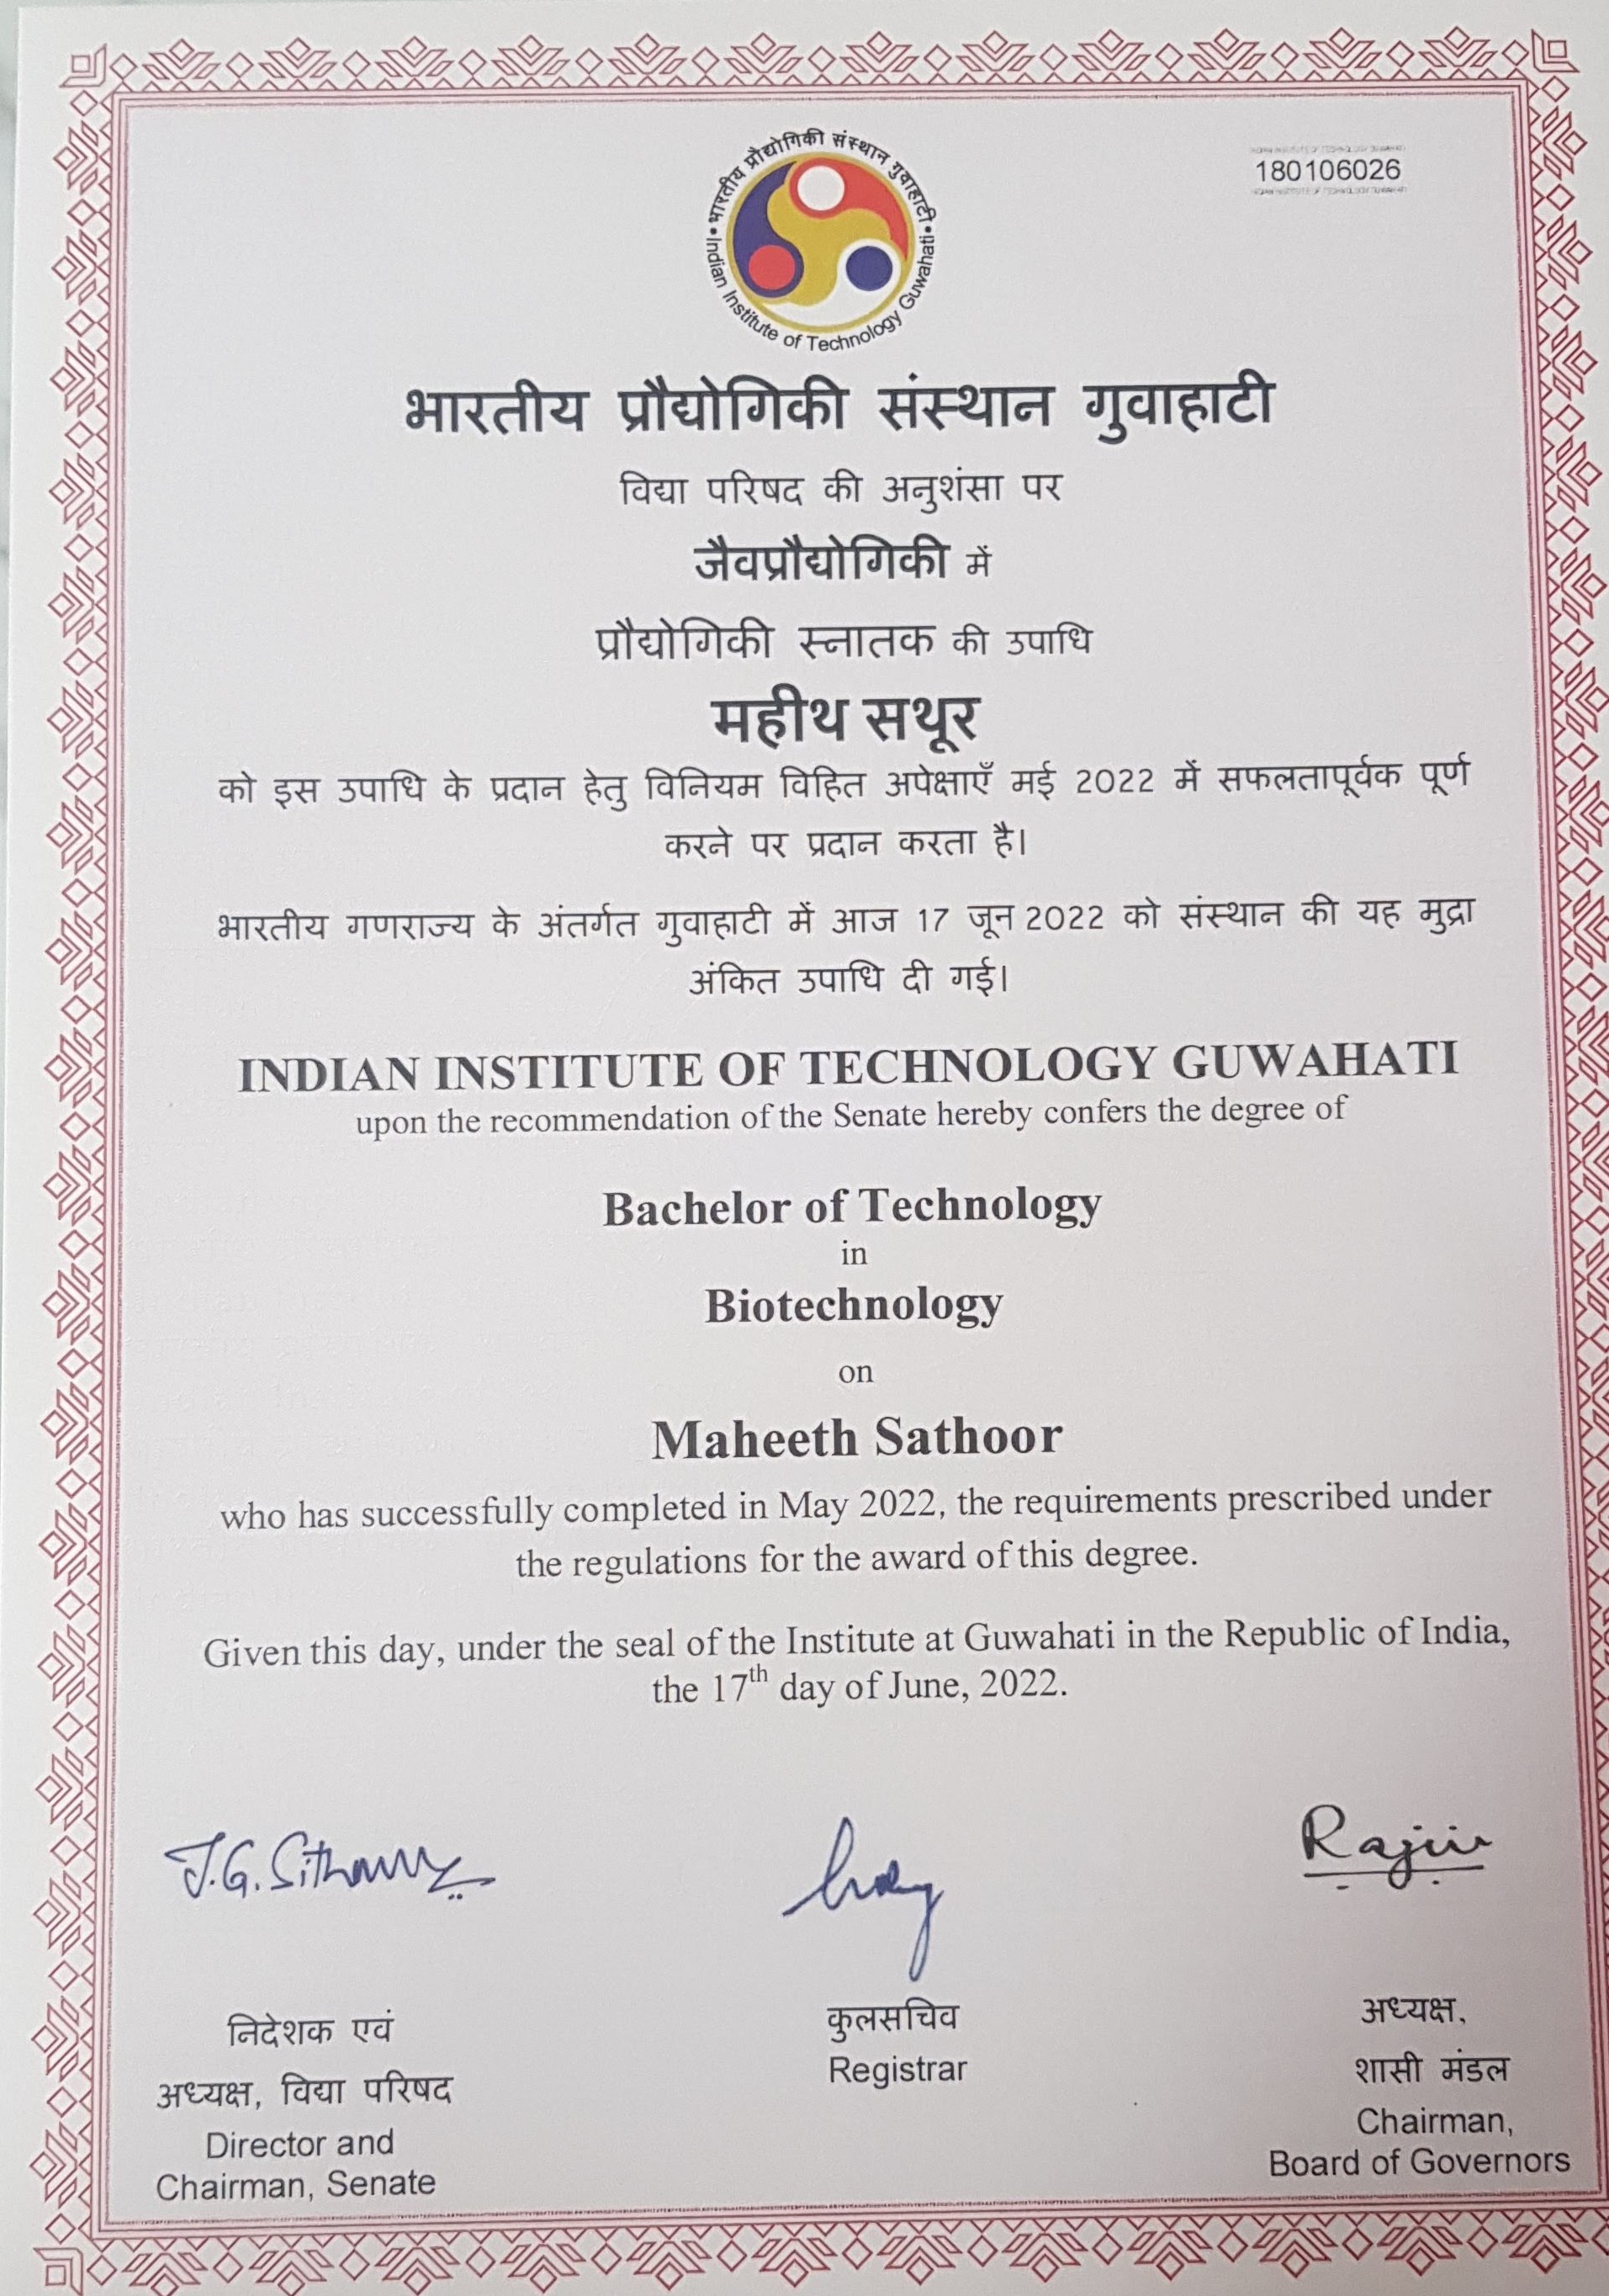 भारतीय प्रौद्योगिकी संस्थान गुवाहाटी
Indian Institute of Technology Guwahati
180106026
भारतीय प्रौद्योगिकी संस्थान गुवाहाटी
विद्या परिषद की अनुशंसा पर
जैवप्रौद्योगिकी में
प्रौद्योगिकी स्नातक की उपाधि
महीथ सथूर
को इस उपाधि के प्रदान हेतु विनियम विहित अपेक्षाएँ मई 2022 में सफलतापूर्वक पूर्ण
करने पर प्रदान करता है।
भारतीय गणराज्य के अंतर्गत गुवाहाटी में आज 17 जून 2022 को संस्थान की यह मुद्रा
अंकित उपाधि दी गई।
INDIAN INSTITUTE OF TECHNOLOGY GUWAHATI
upon the recommendation of the Senate hereby confers the degree of
Bachelor of Technology
in
Biotechnology
on
Maheeth Sathoor
who has successfully completed in May 2022, the requirements prescribed under
the regulations for the award of this degree.
Given this day, under the seal of the Institute at Guwahati in the Republic of India,
the 17th day of June, 2022.
निदेशक एवं
अध्यक्ष, विद्या परिषद
Director and
Chairman, Senate
कुलसचिव
Registrar
अध्यक्ष,
शासी मंडल
Chairman,
Board of Governors